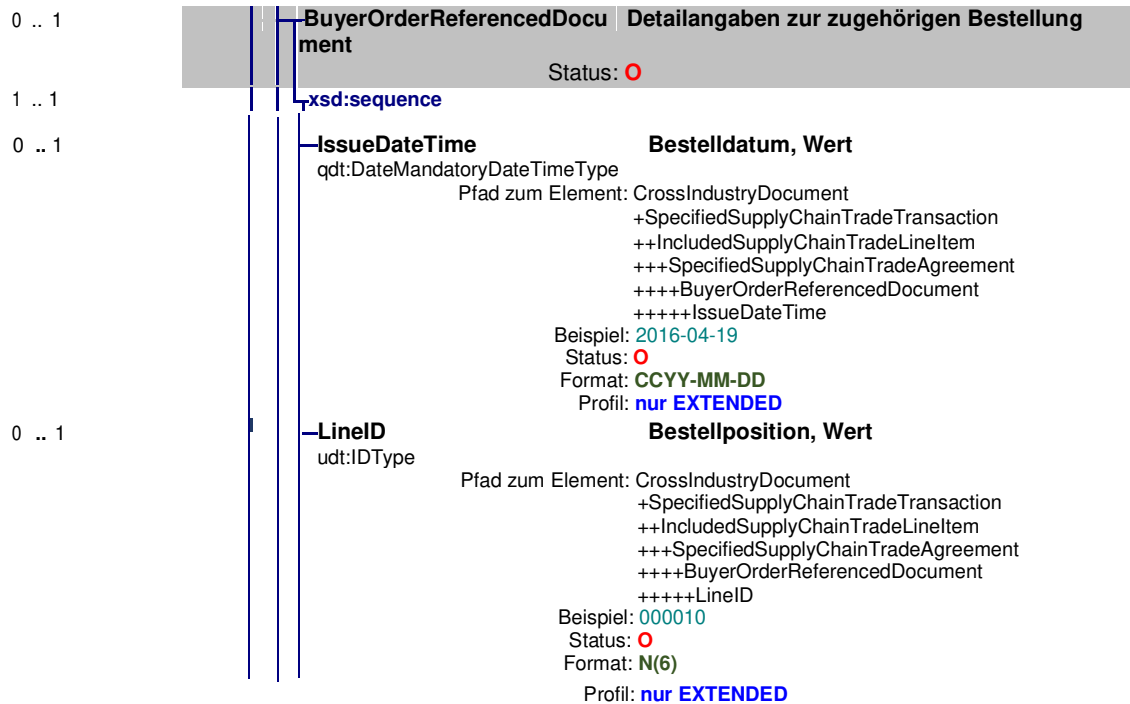 0 .. 1 BuyerOrderReferencedDocu Detailangaben zur zugehörigen Bestellung
ment
Status: O
1 .. 1 xsd:sequence
0 .. 1 IssueDateTime Bestelldatum, Wert
qdt:DateMandatoryDateTimeType
Pfad zum Element: CrossIndustryDocument
+SpecifiedSupplyChainTradeTransaction
++IncludedSupplyChainTradeLineItem
+++SpecifiedSupplyChainTradeAgreement
++++BuyerOrderReferencedDocument
+++++IssueDateTime
Beispiel: 2016-04-19
Status: O
Format: CCYY-MM-DD
Profil: nur EXTENDED
0 .. 1 LineID Bestellposition, Wert
udt:IDType
Pfad zum Element: CrossIndustryDocument
+SpecifiedSupplyChainTradeTransaction
++IncludedSupplyChainTradeLineItem
+++SpecifiedSupplyChainTradeAgreement
++++BuyerOrderReferencedDocument
+++++LineID
Beispiel: 000010
Status: O
Format: N(6)
Profil: nur EXTENDED